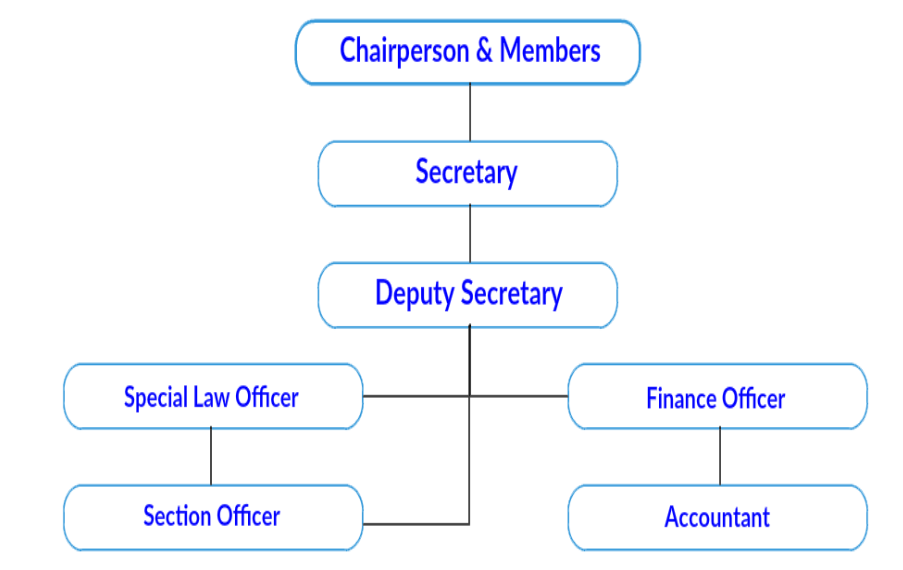 Chairperson & Members
Secretary
Deputy Secretary
Special Law Officer
Finance Officer
Section Officer
Accountant